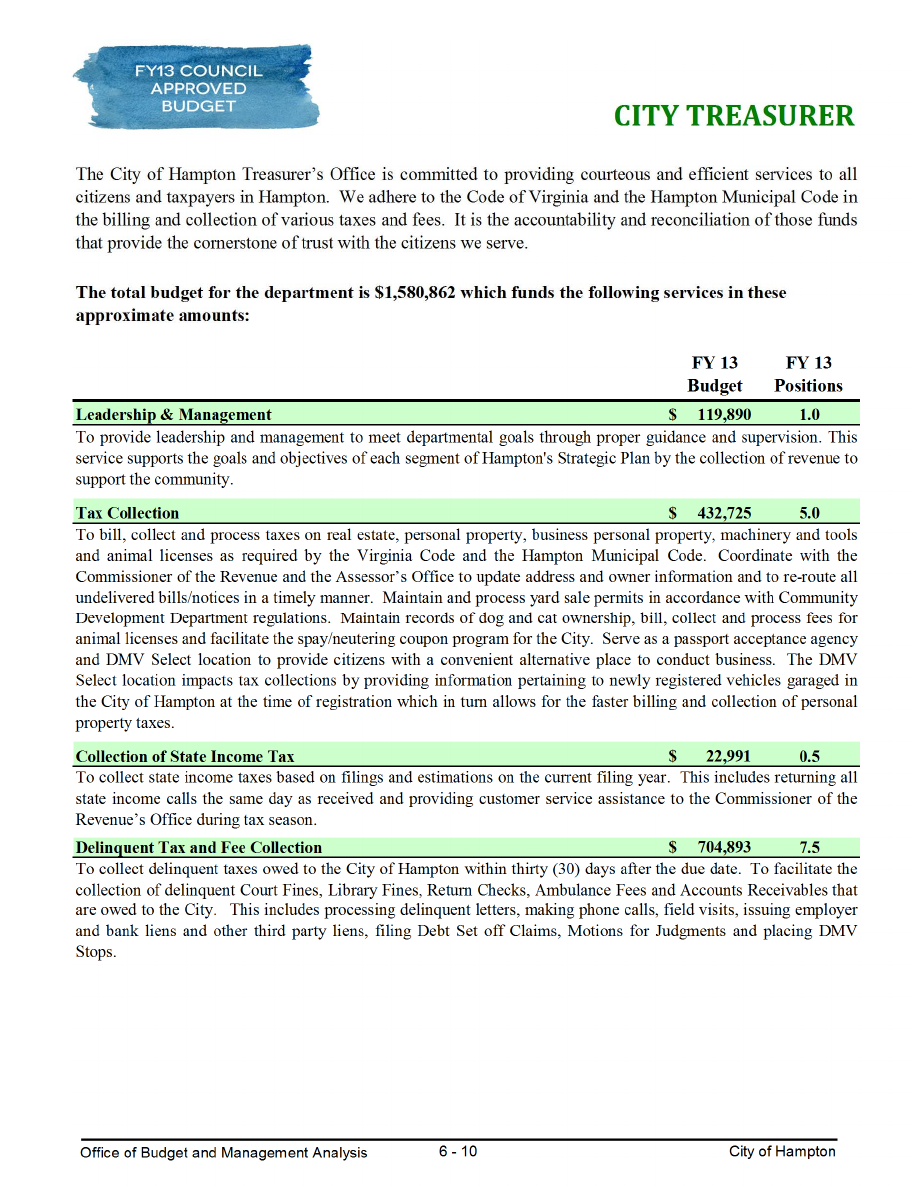 FY13 COUNCIL
APPROVED
BUDGET
CITY TREASURER
The City of Hampton Treasurer’s Office is committed to providing courteous and efficient services to all
citizens and taxpayers in Hampton.  We adhere to the Code of Virginia and the Hampton Municipal Code in
the billing and collection of various taxes and fees.  It is the accountability and reconciliation of those funds
that provide the cornerstone of trust with the citizens we serve.
The total budget for the department is $1,580,862 which funds the following services in these
approximate amounts:
FY 13 FY 13
Budget Positions
Leadership & Management $ 119,890 1.0
To provide leadership and management to meet departmental goals through proper guidance and supervision. This
service supports the goals and objectives of each segment of Hampton's Strategic Plan by the collection of revenue to
support the community.
Tax Collection $ 432,725 5.0
To bill, collect and process taxes on real estate, personal property, business personal property, machinery and tools
and animal licenses as required by the Virginia Code and the Hampton Municipal Code.  Coordinate with the
Commissioner of the Revenue and the Assessor’s Office to update address and owner information and to re-route all
undelivered bills/notices in a timely manner.  Maintain and process yard sale permits in accordance with Community
Development Department regulations.  Maintain records of dog and cat ownership, bill, collect and process fees for
animal licenses and facilitate the spay/neutering coupon program for the City.  Serve as a passport acceptance agency
and DMV Select location to provide citizens with a convenient alternative place to conduct business.  The DMV
Select location impacts tax collections by providing information pertaining to newly registered vehicles garaged in
the City of Hampton at the time of registration which in turn allows for the faster billing and collection of personal
property taxes.
Collection of State Income Tax $ 22,991 0.5
To collect state income taxes based on filings and estimations on the current filing year.  This includes returning all
state income calls the same day as received and providing customer service assistance to the Commissioner of the
Revenue’s Office during tax season.
Delinquent Tax and Fee Collection $ 704,893 7.5
To collect delinquent taxes owed to the City of Hampton within thirty (30) days after the due date.  To facilitate the
collection of delinquent Court Fines, Library Fines, Return Checks, Ambulance Fees and Accounts Receivables that
are owed to the City.   This includes processing delinquent letters, making phone calls, field visits, issuing employer
and bank liens and other third party liens, filing Debt Set off Claims, Motions for Judgments and placing DMV
Stops.
Office of Budget and Management Analysis 6 - 10 City of Hampton